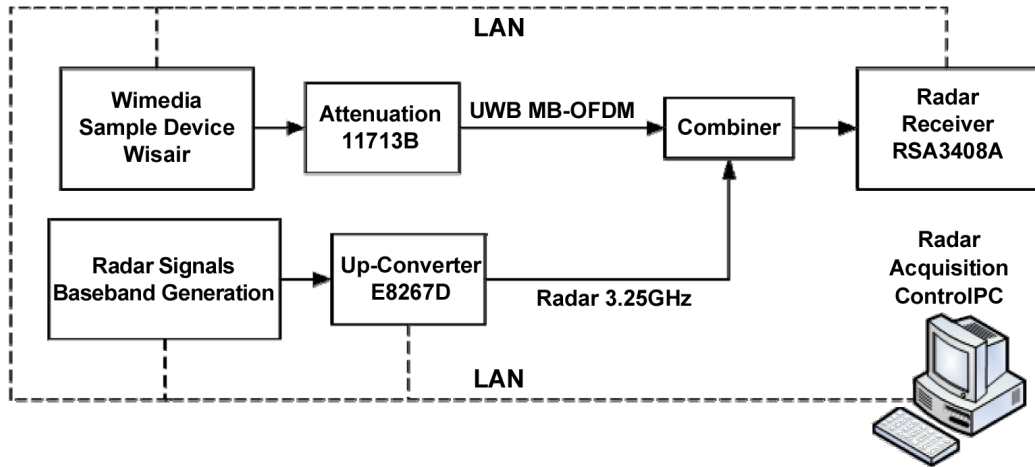 LAN
Wimedia
Sample Device
Wisair
Attenuation
11713B
UWB MB-OFDM
Combiner
Radar
Receiver
RSA3408A
Radar Signals
Baseband Generation
Up-Converter
E8267D
Radar 3.25GHz
Radar
Acquisition
ControlPC
LAN